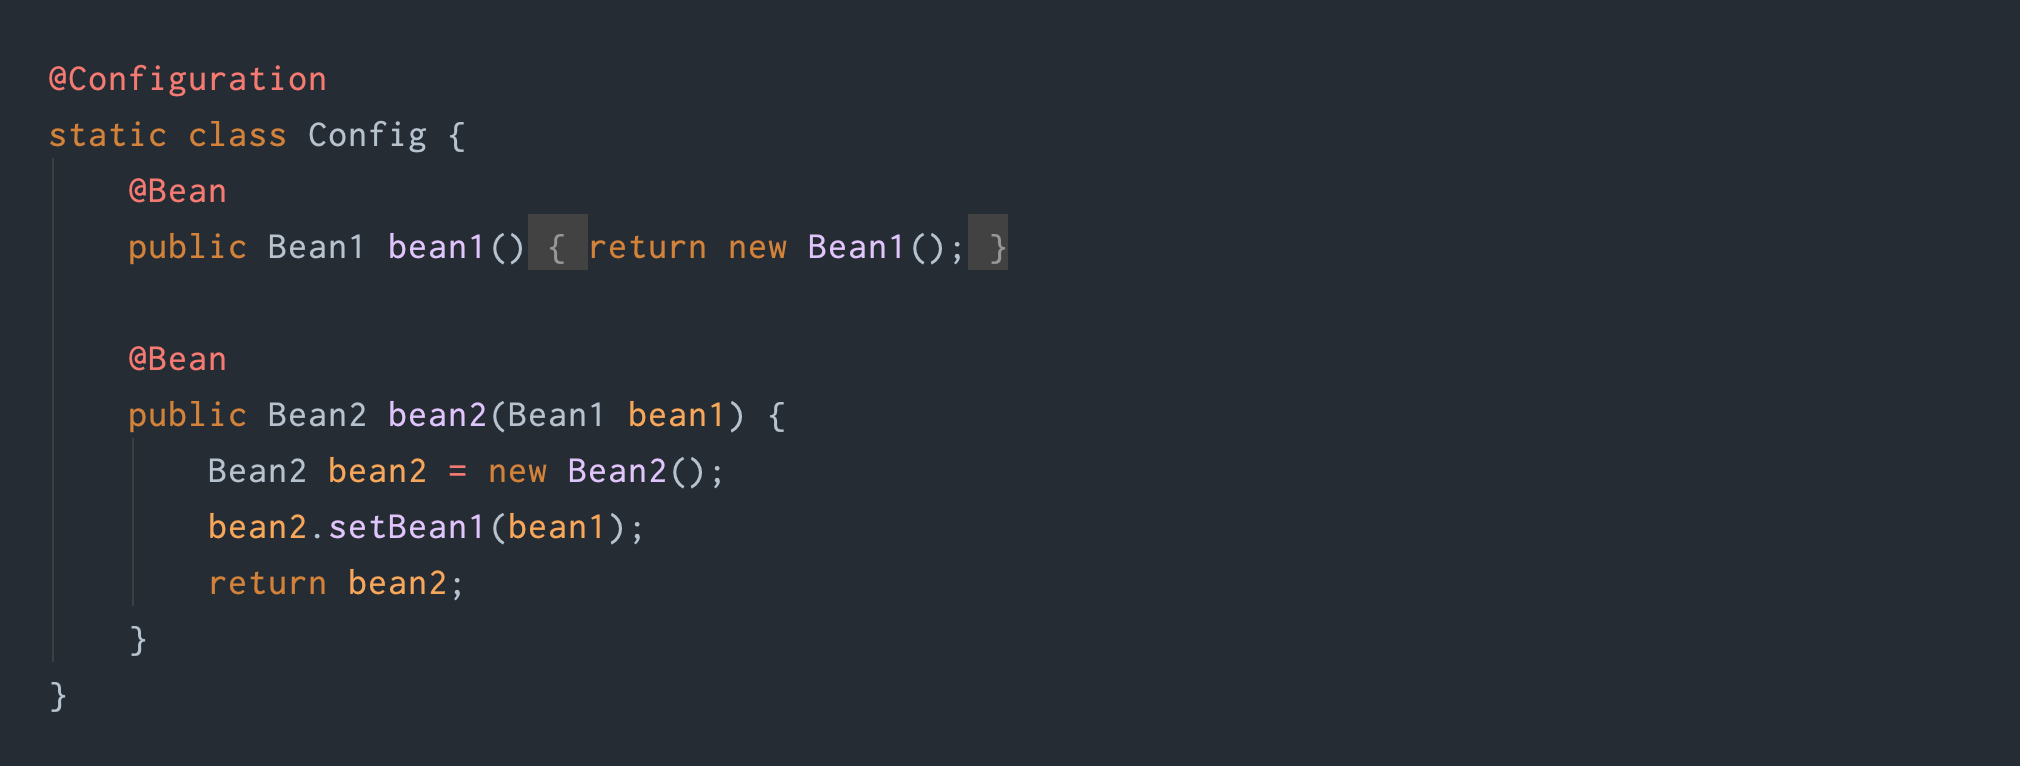 @Configuration
static class Config {
    @Bean
    public Bean1 bean1() { return new Bean1(); }

    @Bean
    public Bean2 bean2(Bean1 bean1) {
        Bean2 bean2 = new Bean2();
        bean2.setBean1(bean1);
        return bean2;
    }
}